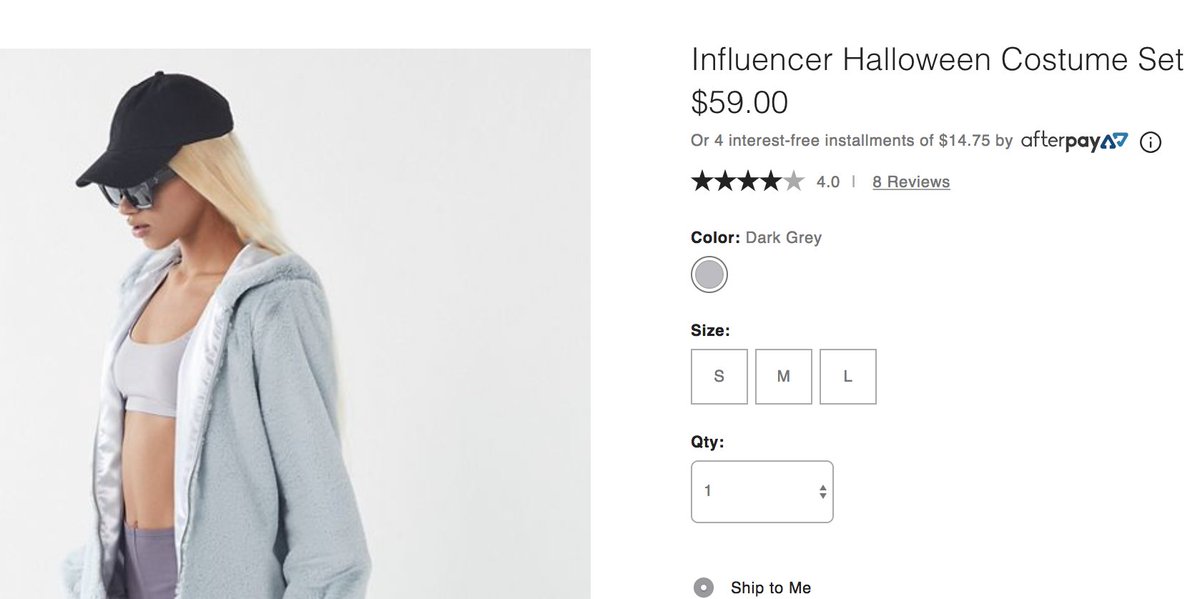 Influencer Halloween Costume Set
$59.00
Or 4 interest-free installments of $14.75 by afterpay
4.0 | 8 Reviews
Color: Dark Grey
Size:
S M L
Qty:
1
Ship to Me